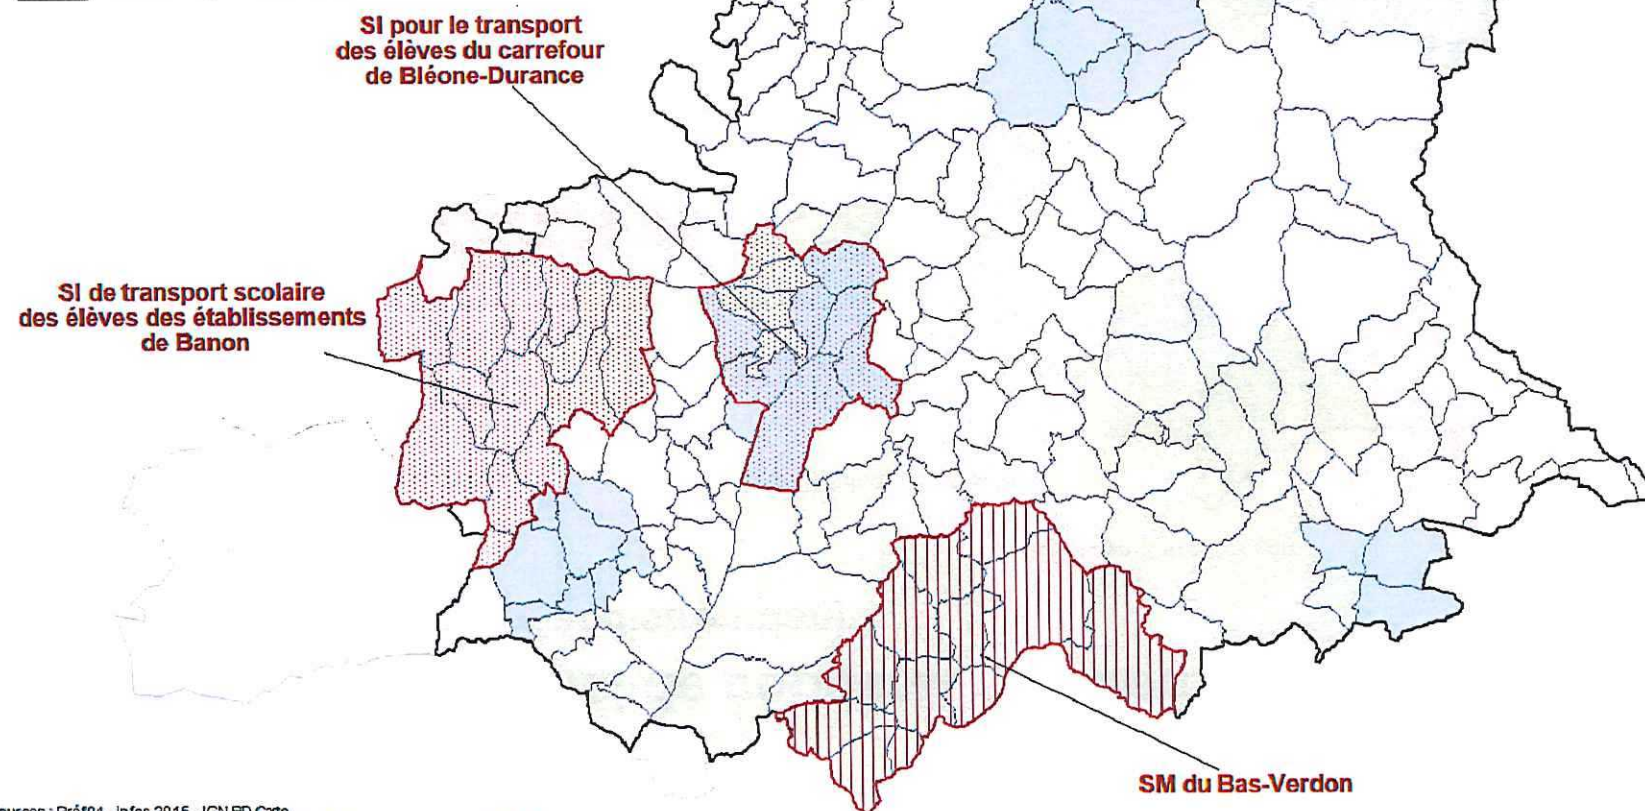 SI pour le transport
des élèves du carrefour
de Bléone-Durance
SI de transport scolaire
des élèves des établissements
de Banon
SM du Bas-Verdon